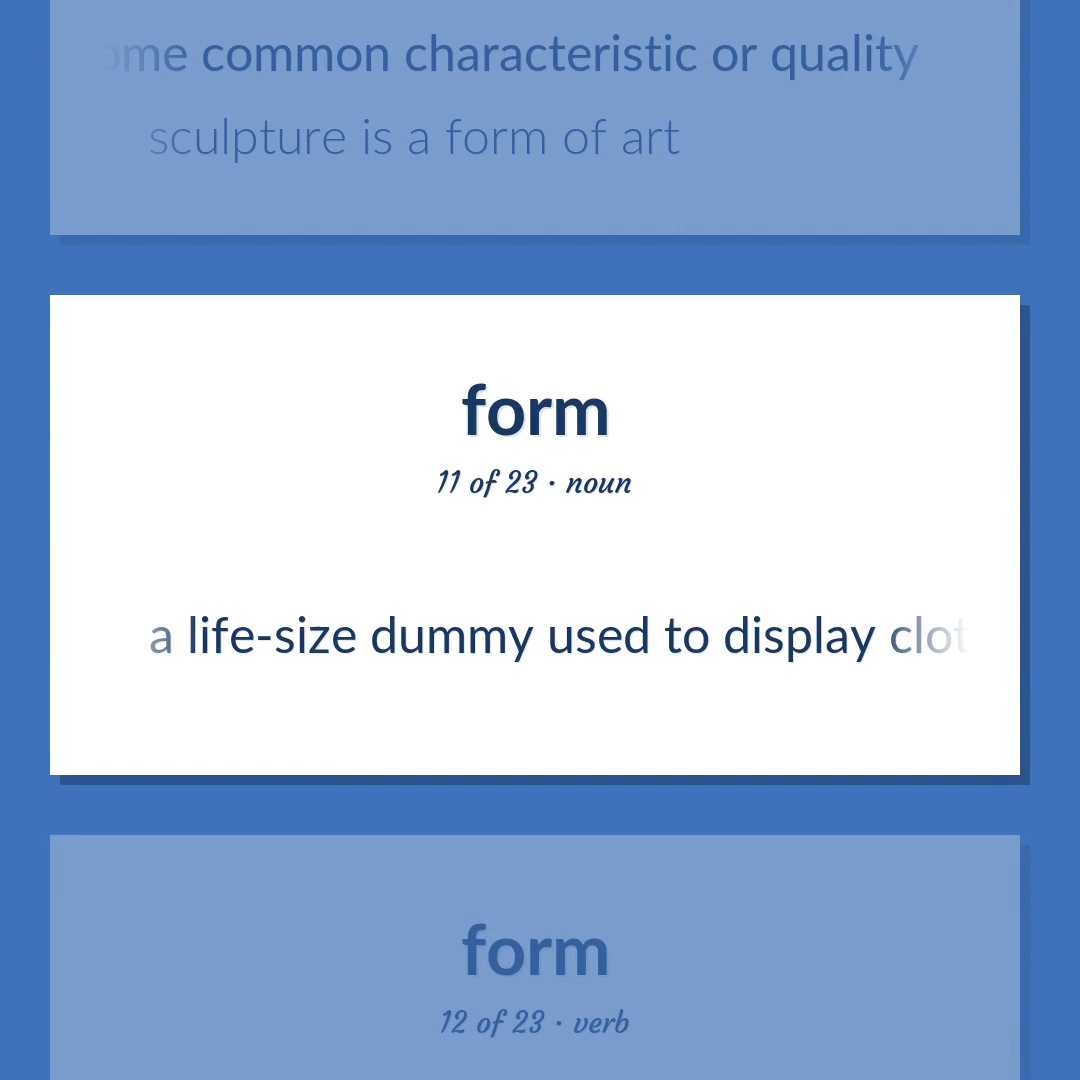 common characteristic or quality
sculpture is a form of art
form
11 of 23 · noun
a life-size dummy used to display
form
12 of 23 · verb